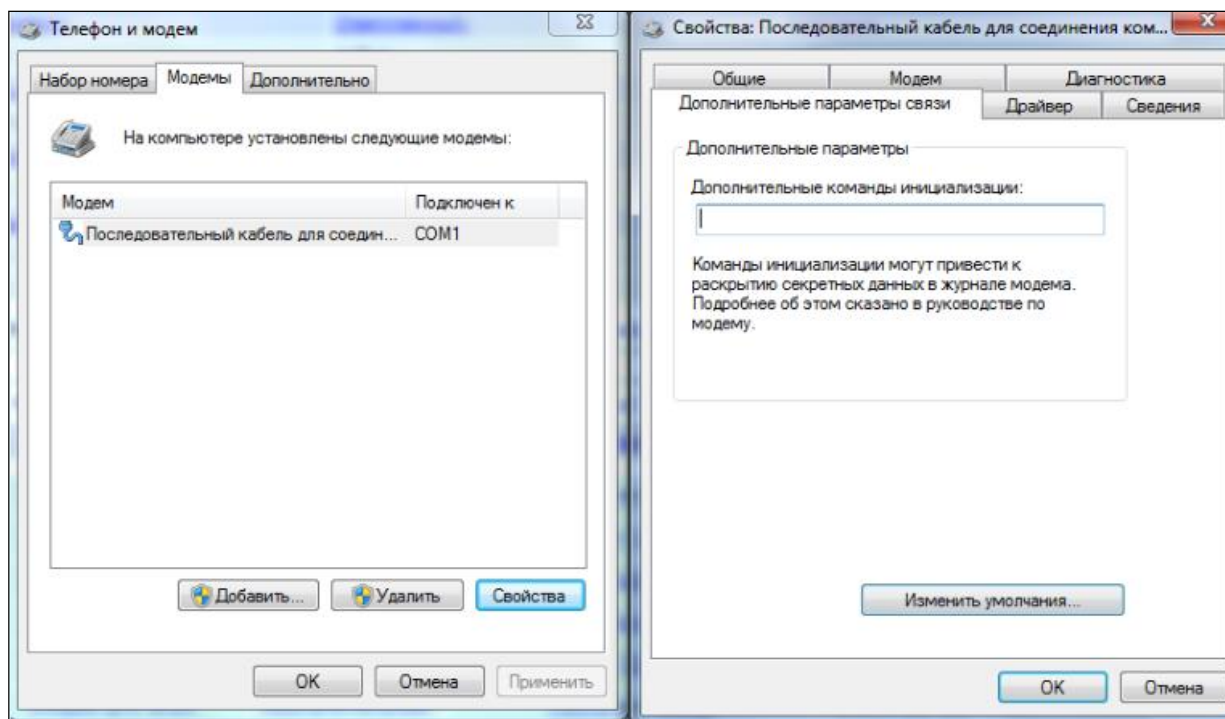 Телефон и модем
Набор номера Модемы Дополнительно
На компьютере установлены следующие модемы:
Модем Подключен к
Последовательный кабель для соедин... COM1
Добавить... Удалить Свойства
OK Отмена Применить
Свойства: Последовательный кабель для соединения ком...
Общие Модем Диагностика
Дополнительные параметры связи Драйвер Сведения
Дополнительные параметры
Дополнительные команды инициализации:
Команды инициализации могут привести к
раскрытию секретных данных в журнале модема.
Подробнее об этом сказано в руководстве по
модему.
Изменить умолчания...
OK Отмена